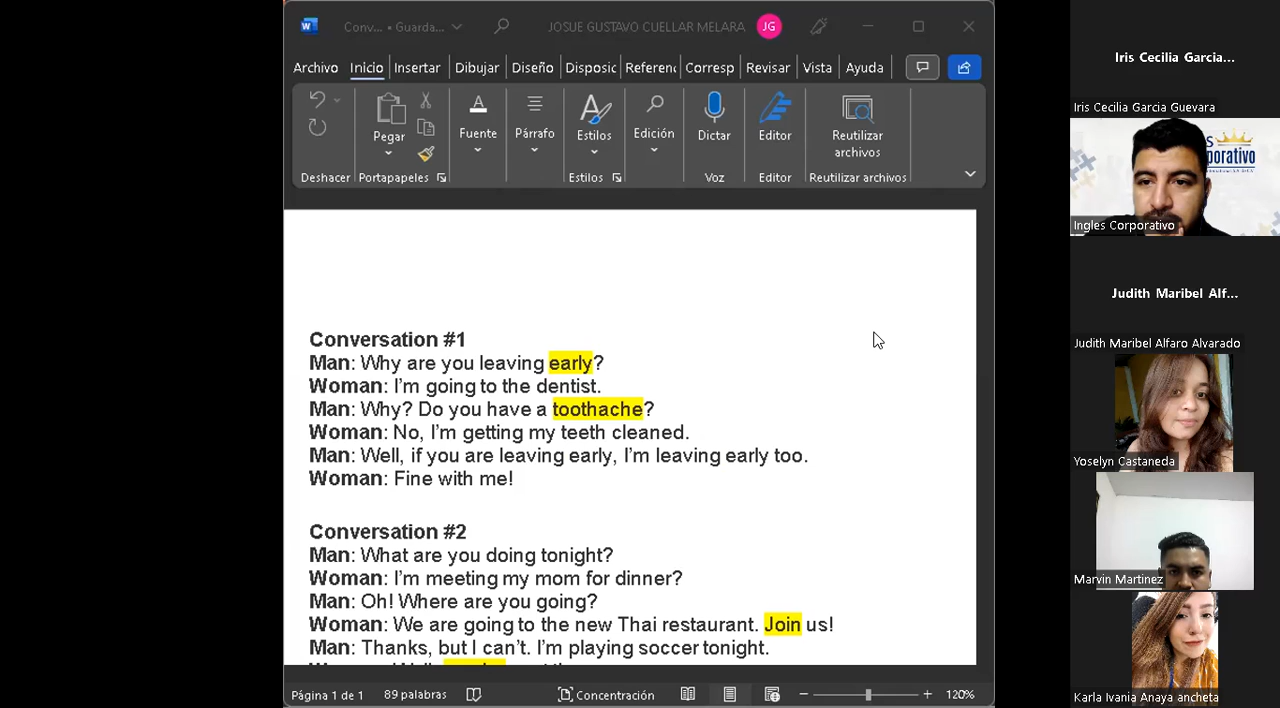 Conv... • Guarda...
JOSUE GUSTAVO CUELLAR MELARA
JG
Archivo Inicio Insertar Dibujar Diseño Disposic Referenc Corresp Revisar Vista Ayuda
Pegar Fuente Párrafo Estilos Edición Dictar Editor Reutilizar archivos
Deshacer Portapapeles Estilos Voz Editor Reutilizar archivos
Conversation #1
Man: Why are you leaving early?
Woman: I'm going to the dentist.
Man: Why? Do you have a toothache?
Woman: No, I'm getting my teeth cleaned.
Man: Well, if you are leaving early, I'm leaving early too.
Woman: Fine with me!
Conversation #2
Man: What are you doing tonight?
Woman: I'm meeting my mom for dinner?
Man: Oh! Where are you going?
Woman: We are going to the new Thai restaurant. Join us!
Man: Thanks, but I can't. I'm playing soccer tonight.
Página 1 de 1 89 palabras Concentración 120%
Iris Cecilia Garcia...
Iris Cecilia Garcia Guevara
Ingles Corporativo
Judith Maribel Alf...
Judith Maribel Alfaro Alvarado
Yoselyn Castaneda
Marvin Martinez
Karla Ivania Anaya ancheta